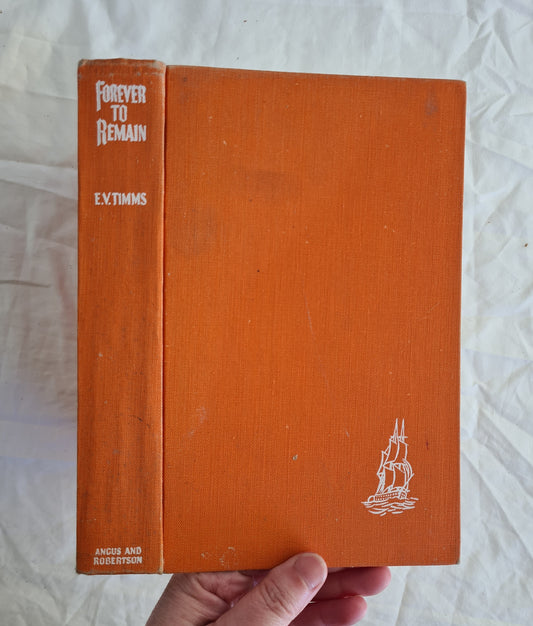 FOREVER
TO
REMAIN
E.V. TIMMS
ANGUS AND
ROBERTSON